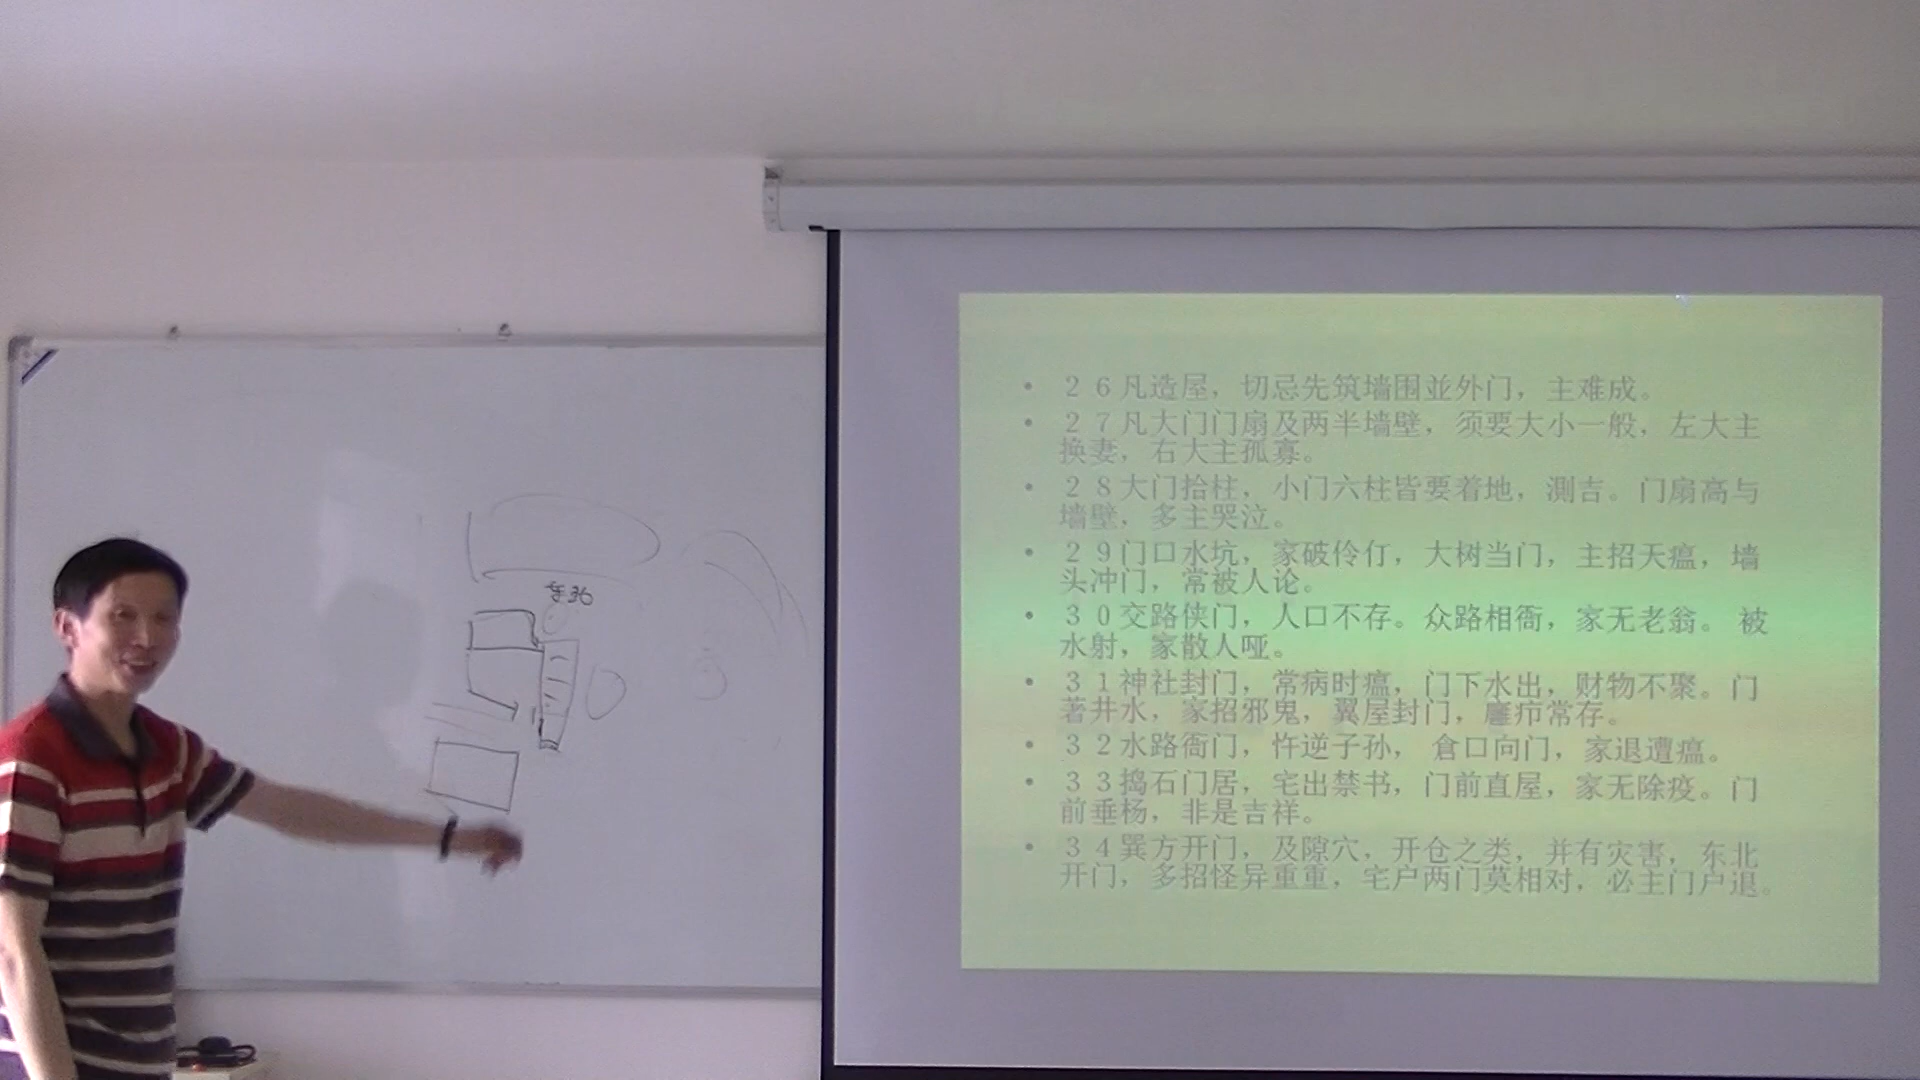 26凡造屋，切忌先筑墙围並外门，主难成。
27凡大门门扇及两半墙壁，须要大小一般，左大主
换妻，右大主孤寡。
28大门拾柱，小门六柱皆要着地，测吉。门扇高与
墙壁，多主哭泣。
29门口水坑，家破伶仃，大树当门，主招天瘟，墙
头冲门，常被人论。
30交路侠门，人口不存。众路相衙，家无老翁。 被
水射，家散人哑。
31神社封门，常病时瘟，门下水出，财物不聚。门
著井水，家招邪鬼，翼屋封门，常存。
32水路衙门，忤逆子孙， 倉口向门，家退遭瘟。
33捣石门居，宅出禁书，门前直屋，家无除疫。门
前垂杨，非是吉祥。
34巽方开门，及隙穴，开仓之类，并有灾害，东北
开门，多招怪异重重，宅户两门莫相对，必主门户退。
36